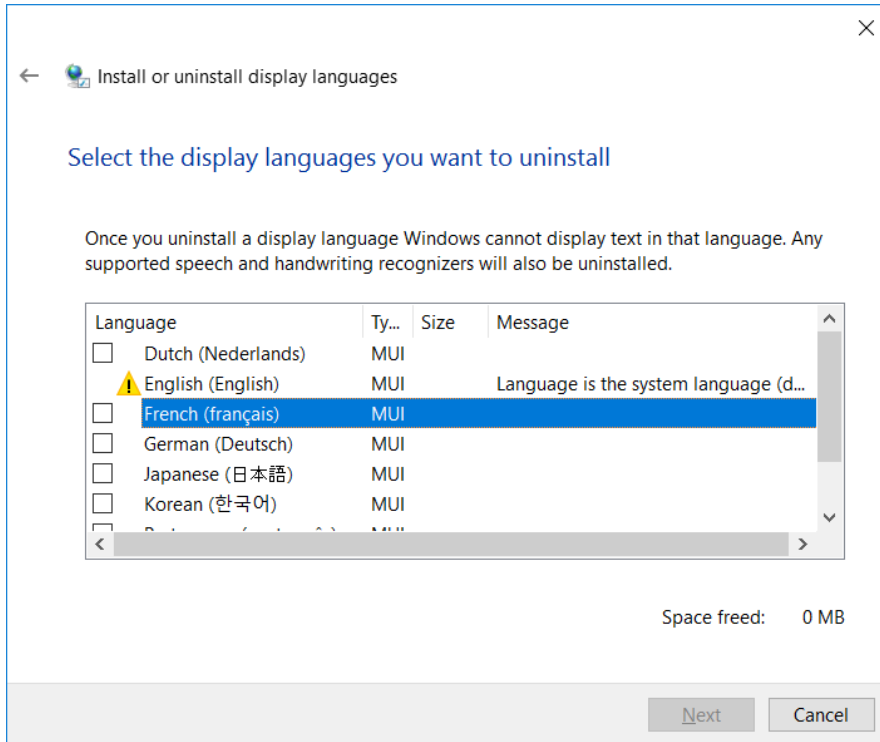 Install or uninstall display languages
Select the display languages you want to uninstall
Once you uninstall a display language Windows cannot display text in that language. Any
supported speech and handwriting recognizers will also be uninstalled.
Language Ty... Size Message
Dutch (Nederlands) MUI
English (English) MUI Language is the system language (d...
French (français) MUI
German (Deutsch) MUI
Japanese (日本語) MUI
Korean (한국어) MUI
Space freed: 0 MB
Next Cancel